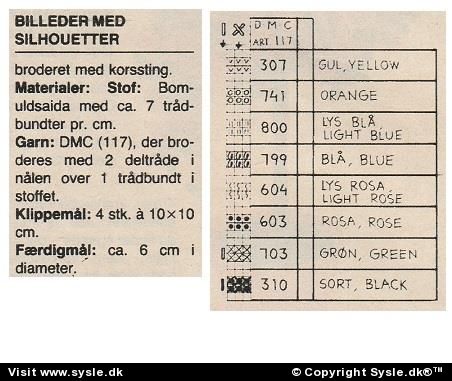 BILLEDER MED
SILHOUETTER
broderet med korssting.
Materialer: Stof: Bom-
uldsaida med ca. 7 tråd-
bundter pr. cm.
Garn: DMC (117), der bro-
deres med 2 deltråde i
nålen over 1 trådbundt i
stoffet.
Klippemål: 4 stk. à 10×10
cm.
Færdigmål: ca. 6 cm i
diameter.
DMC
ART 117
307 GUL, YELLOW
741 ORANGE
800 LYS BLÅ,
LIGHT BLUE
799 BLÅ, BLUE
604 LYS ROSA,
LIGHT ROSE
603 ROSA, ROSE
703 GRØN, GREEN
310 SORT, BLACK
Visit www.sysle.dk © Copyright Sysle.dk®™